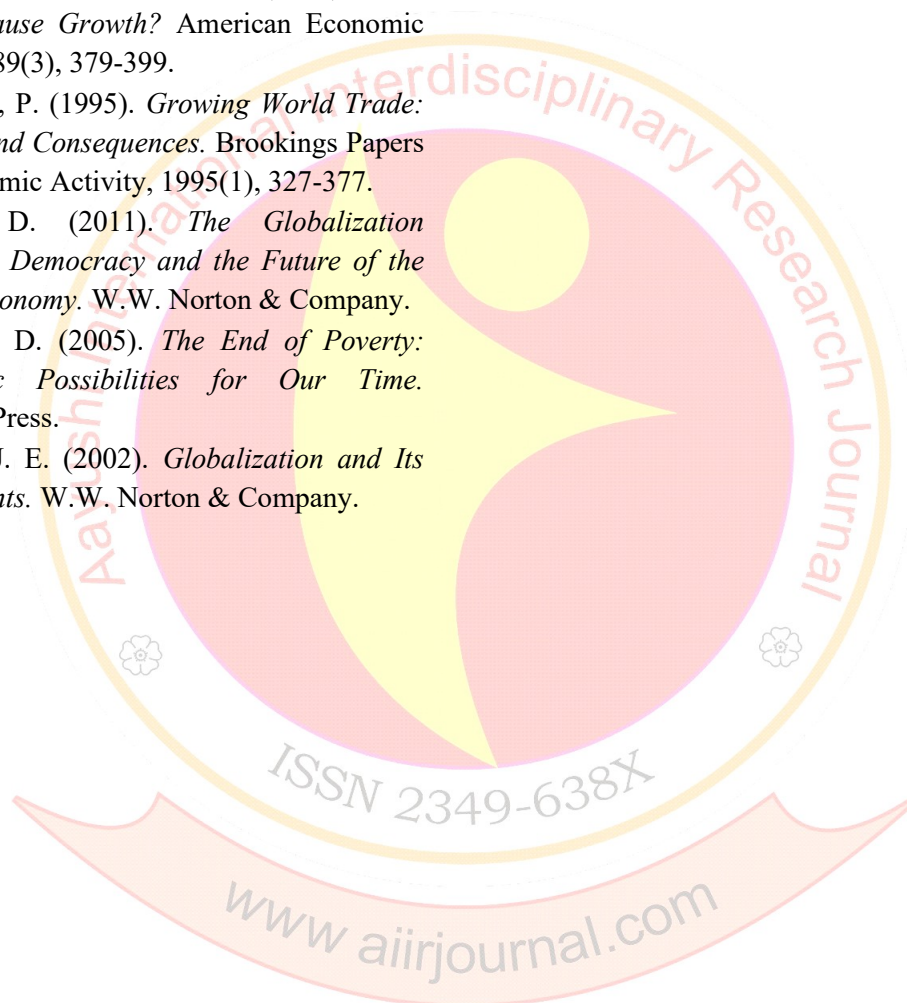 ause Growth? American Economic
89(3), 379-399.
, P. (1995). Growing World Trade:
nd Consequences. Brookings Papers
mic Activity, 1995(1), 327-377.
D. (2011). The Globalization
Democracy and the Future of the
onomy. W.W. Norton & Company.
D. (2005). The End of Poverty:
Possibilities for Our Time.
Press.
J. E. (2002). Globalization and Its
nts. W.W. Norton & Company.
Aayushi International Interdisciplinary Research Journal
ISSN 2349-638X
www aiirjournal.com